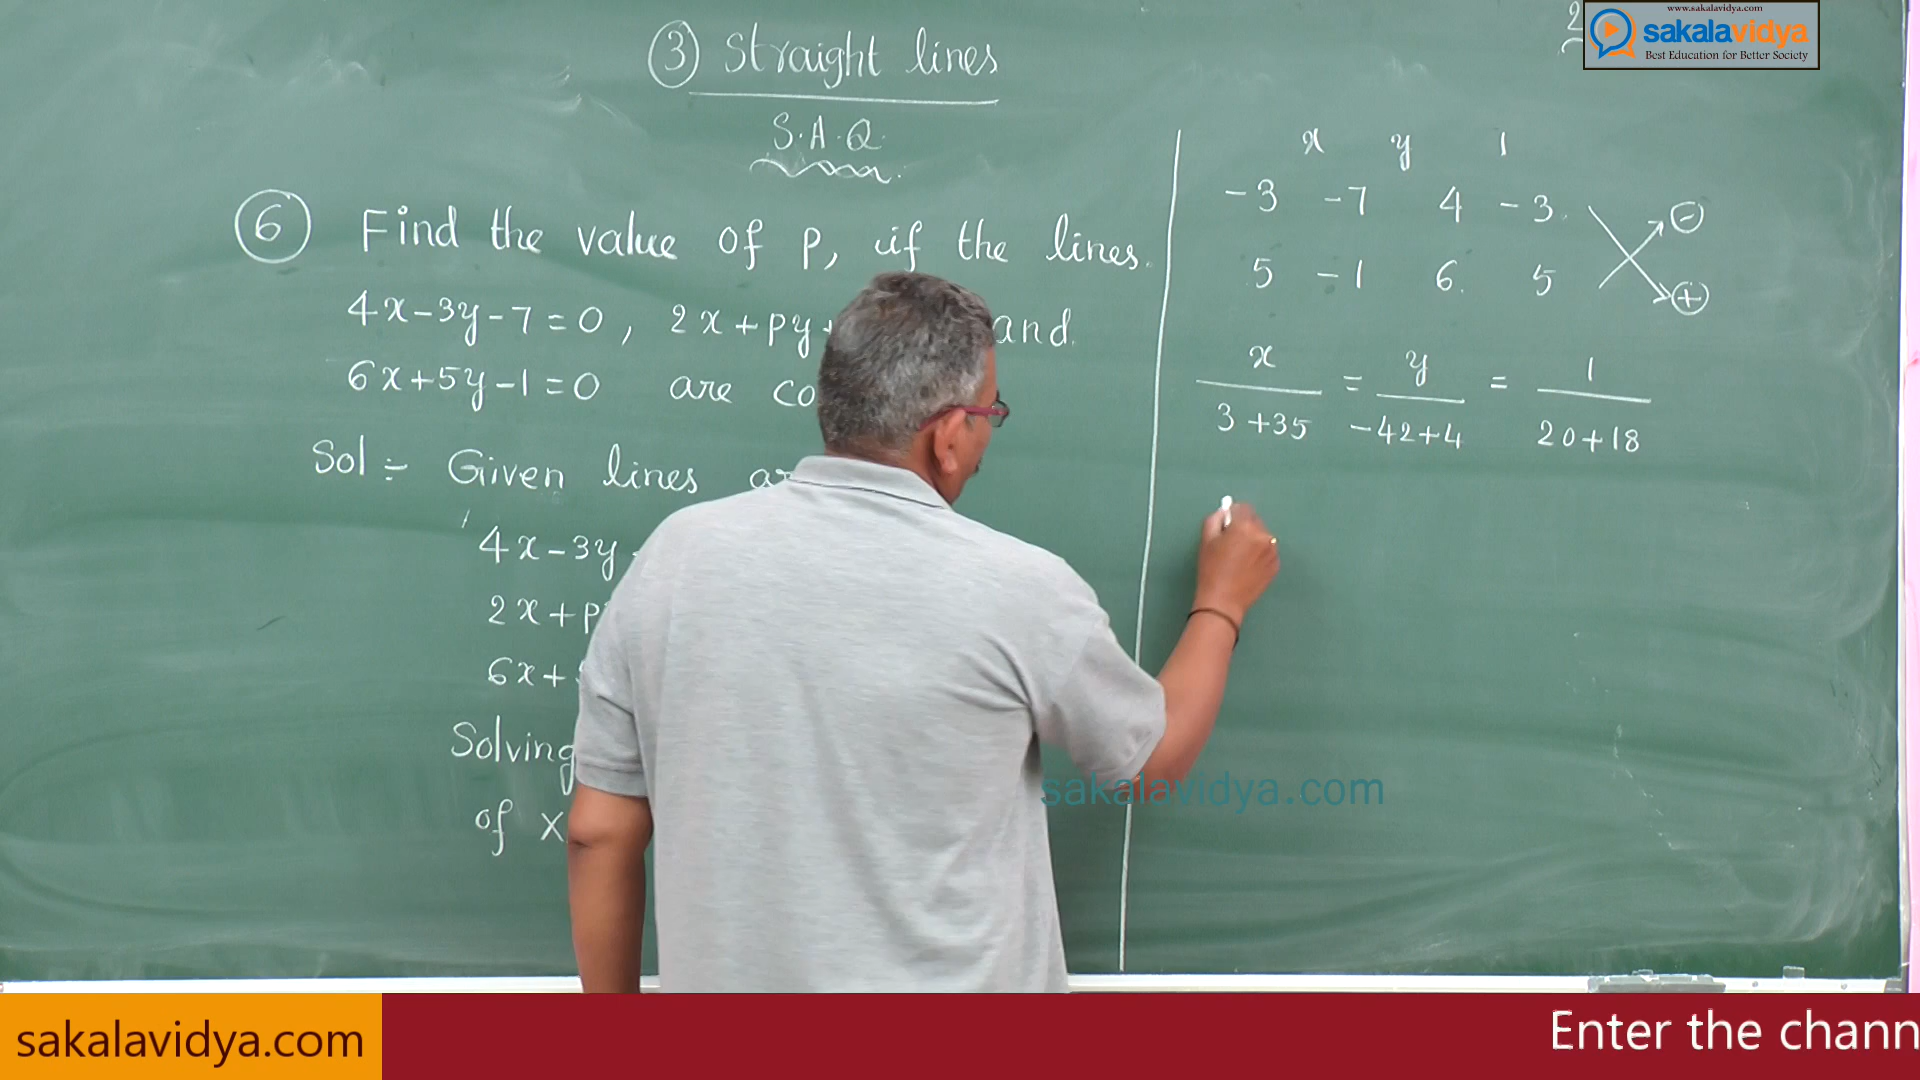 ③ Straight lines
S.A.Q.
⑥ Find the value of p, if the lines.
4x-3y-7=0, 2x+py+ and.
6x+5y-1=0 are co
Sol:- Given lines ar
4x-3y
2x+p
6x+
Solving
of x
x y 1
-3 -7 4 -3.
5 -1 6. 5
⊖
⊕
x/3+35 = y/-42+4 = 1/20+18
2
www.sakalavidya.com
sakalavidya
Best Education for Better Society
sakalavidya.com
sakalavidya.com
Enter the chann